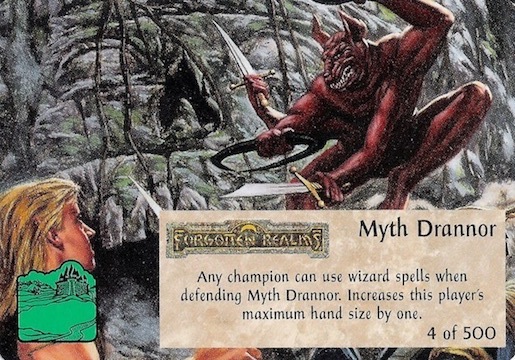 Myth Drannor
FORGOTTEN REALMS
Any champion can use wizard spells when
defending Myth Drannor. Increases this player's
maximum hand size by one.
4 of 500